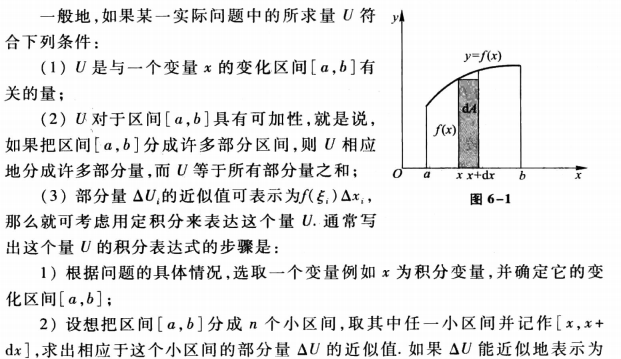 一般地,如果某一实际问题中的所求量 U 符
合下列条件:
(1) U 是与一个变量 x 的变化区间[a,b]有
关的量;
(2) U 对于区间[a,b]具有可加性,就是说,
如果把区间[a,b]分成许多部分区间,则 U 相应
地分成许多部分量,而 U 等于所有部分量之和;
(3) 部分量 ΔUᵢ的近似值可表示为f(ξᵢ)Δxᵢ,
那么就可考虑用定积分来表达这个量 U. 通常写
出这个量 U 的积分表达式的步骤是:
y
y=f(x)
dA
f(x)
O a x x+dx b x
图 6-1
1) 根据问题的具体情况,选取一个变量例如 x 为积分变量,并确定它的变
化区间[a,b];
2) 设想把区间[a,b]分成 n 个小区间,取其中任一小区间并记作[x,x+
dx],求出相应于这个小区间的部分量 ΔU 的近似值. 如果 ΔU 能近似地表示为